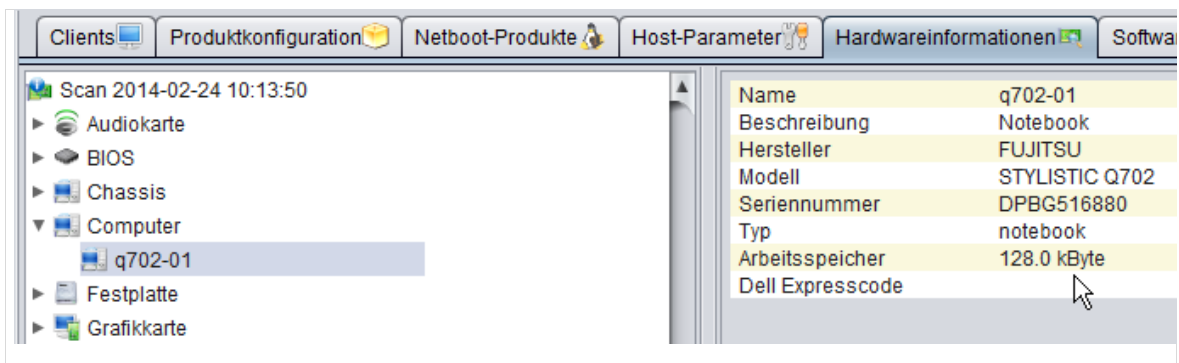 Clients Produktkonfiguration Netboot-Produkte Host-Parameter Hardwareinformationen
Scan 2014-02-24 10:13:50
Audiokarte
BIOS
Chassis
Computer
q702-01
Festplatte
Grafikkarte
Name q702-01
Beschreibung Notebook
Hersteller FUJITSU
Modell STYLISTIC Q702
Seriennummer DPBG516880
Typ notebook
Arbeitsspeicher 128.0 kByte
Dell Expresscode